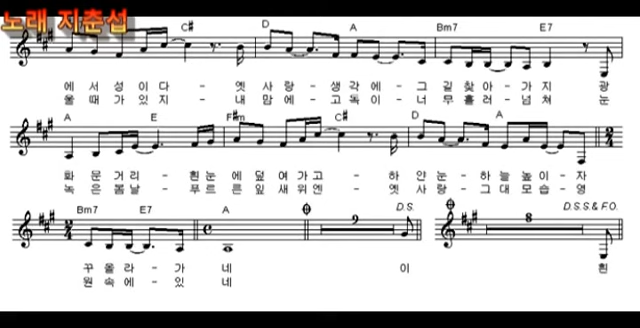 노래 지춘섭
C# D A Bm7 E7
에서성이다-옛사랑-생각에-그길찾아-가지 광
울때가있지-내맘에-고독이-너무흘러-넘쳐 눈
A E F#m C# D A
화문거리-흰눈에덮여가고-하얀눈-하늘높이-자
녹은봄날-푸르른잎새위엔-옛사랑-그대모습-영
Bm7 E7 A 9 D.S. 8 D.S.S.& F.O.
꾸올라-가네 이 흰
원속에-있네